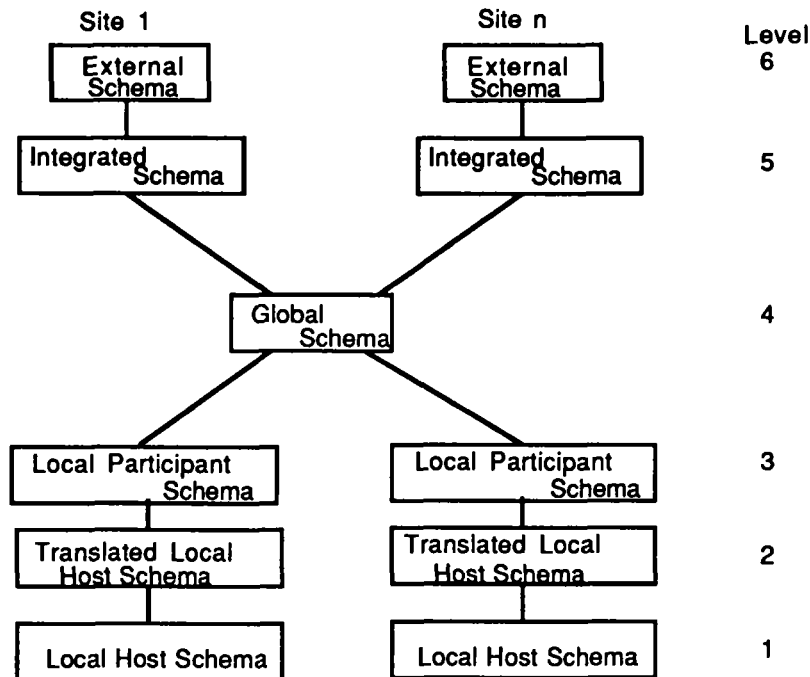 Site 1 Site n Level
External Schema External Schema 6
Integrated Schema Integrated Schema 5
Global Schema 4
Local Participant Schema Local Participant Schema 3
Translated Local Host Schema Translated Local Host Schema 2
Local Host Schema Local Host Schema 1